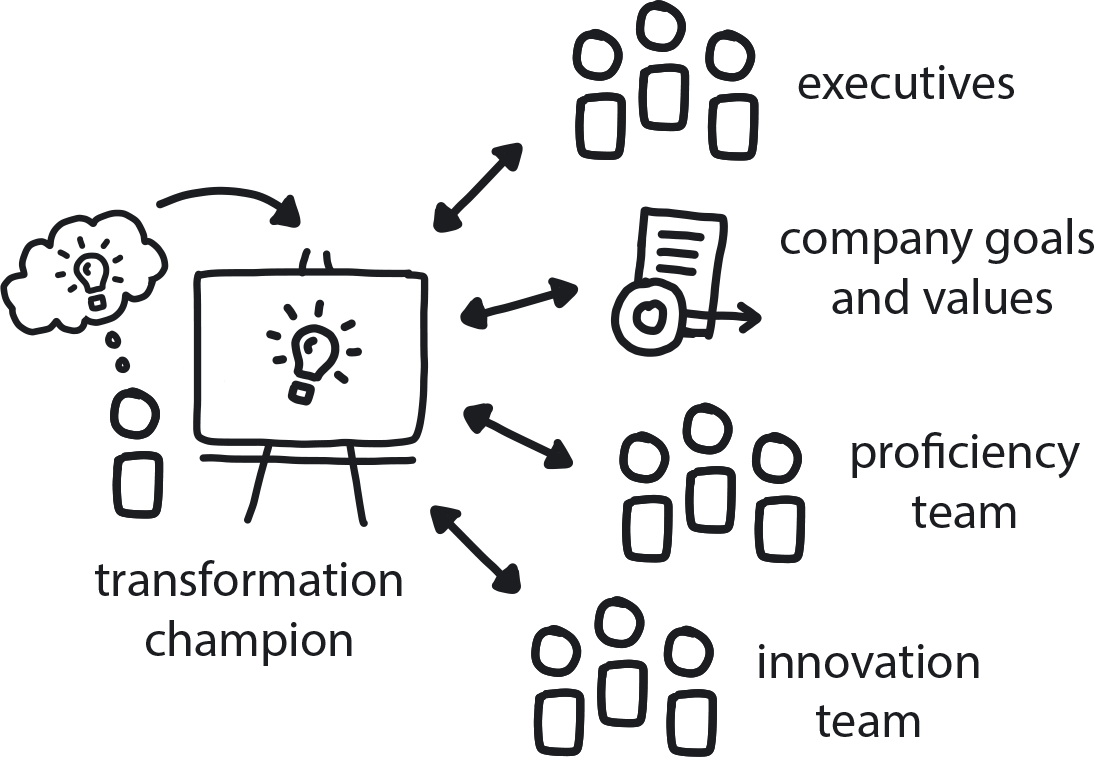 executives
company goals
and values
proficiency
team
transformation
champion
innovation
team